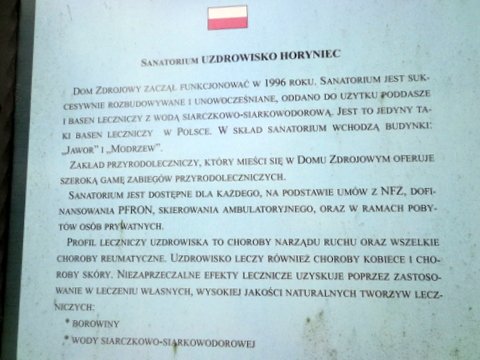 Sanatorium UZDROWISKO HORYNIEC
Dom Zdrojowy zaczął funkcjonować w 1996 roku. Sanatorium jest suk-
cesywnie rozbudowywane i unowocześniane, oddano do użytku poddasze
i basen leczniczy z wodą siarczkowo-siarkowodorową. Jest to jedyny ta-
ki basen leczniczy w Polsce. W skład sanatorium wchodzą budynki:
„Jawor” i „Modrzew”.
Zakład przyrodoleczniczy, który mieści się w Domu Zdrojowym oferuje
szeroką gamę zabiegów przyrodoleczniczych.
Sanatorium jest dostępne dla każdego, na podstawie umów z NFZ, dofi-
nansowania PFRON, skierowania ambulatoryjnego, oraz w ramach poby-
tów osób prywatnych.
Profil leczniczy uzdrowiska to choroby narządu ruchu oraz wszelkie
choroby reumatyczne. Uzdrowisko leczy również choroby kobiece i cho-
roby skóry. Niezaprzeczalne efekty lecznicze uzyskuje poprzez zastoso-
wanie w leczeniu własnych, wysokiej jakości naturalnych tworzyw lecz-
niczych:
* borowiny
* wody siarczkowo-siarkowodorowej